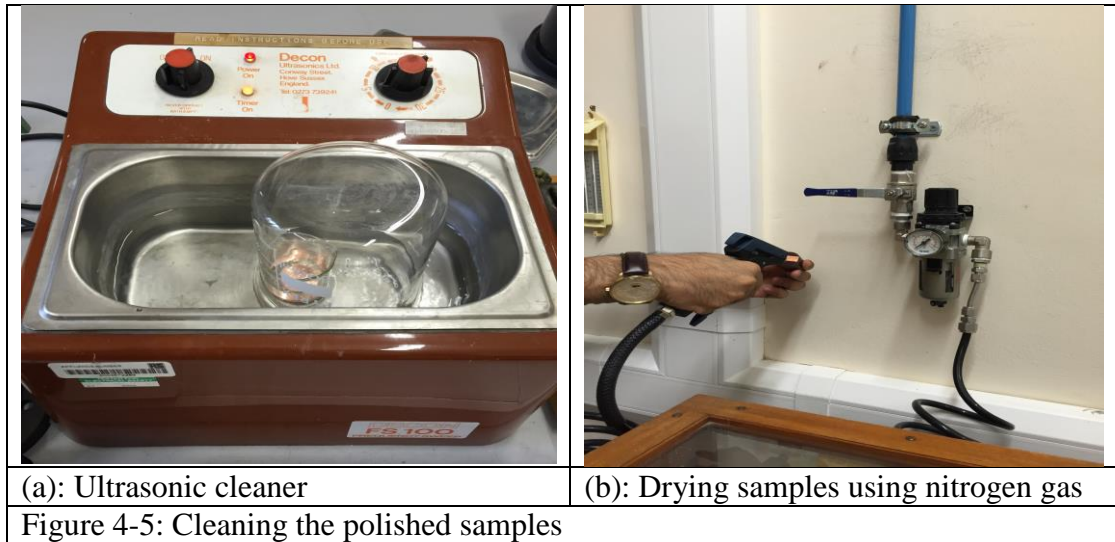 READ INSTRUCTIONS BEFORE USE
ON
Power
On
Timer
On
Decon
Ultrasonics Ltd.
Conway Street,
Hove Sussex
England.
FS 100
(a): Ultrasonic cleaner
(b): Drying samples using nitrogen gas
Figure 4-5: Cleaning the polished samples